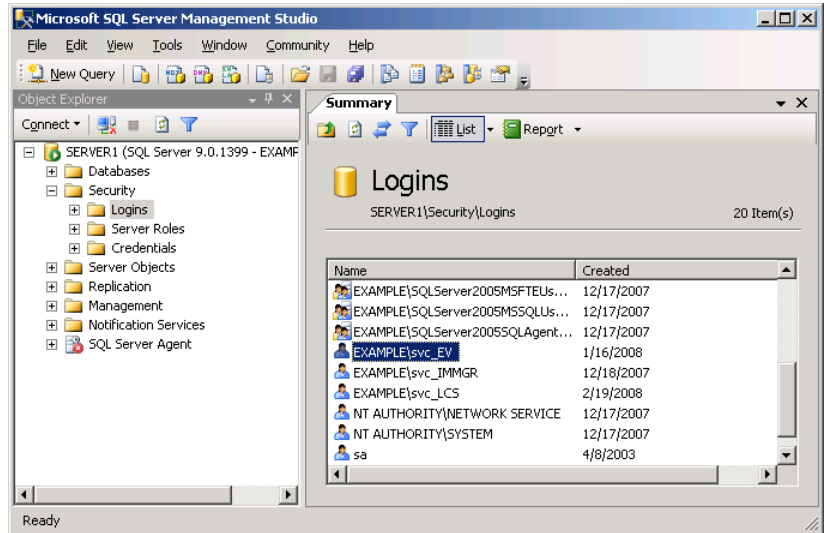 Microsoft SQL Server Management Studio
File Edit View Tools Window Community Help
New Query
Object Explorer
Connect
SERVER1 (SQL Server 9.0.1399 - EXAMP
Databases
Security
Logins
Server Roles
Credentials
Server Objects
Replication
Management
Notification Services
SQL Server Agent
Summary
List Report
Logins
SERVER1\Security\Logins 20 Item(s)
Name Created
EXAMPLE\SQLServer2005MSFTEUs... 12/17/2007
EXAMPLE\SQLServer2005MSSQLUs... 12/17/2007
EXAMPLE\SQLServer2005SQLAgent... 12/17/2007
EXAMPLE\svc_EV 1/16/2008
EXAMPLE\svc_IMMGR 12/18/2007
EXAMPLE\svc_LCS 2/19/2008
NT AUTHORITY\NETWORK SERVICE 12/17/2007
NT AUTHORITY\SYSTEM 12/17/2007
sa 4/8/2003
Ready